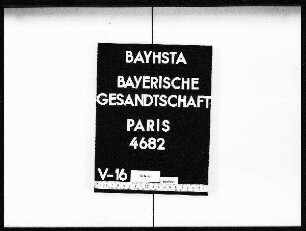 BAYHSTA
BAYERISCHE
GESANDTSCHAFT
PARIS
4682
V-16